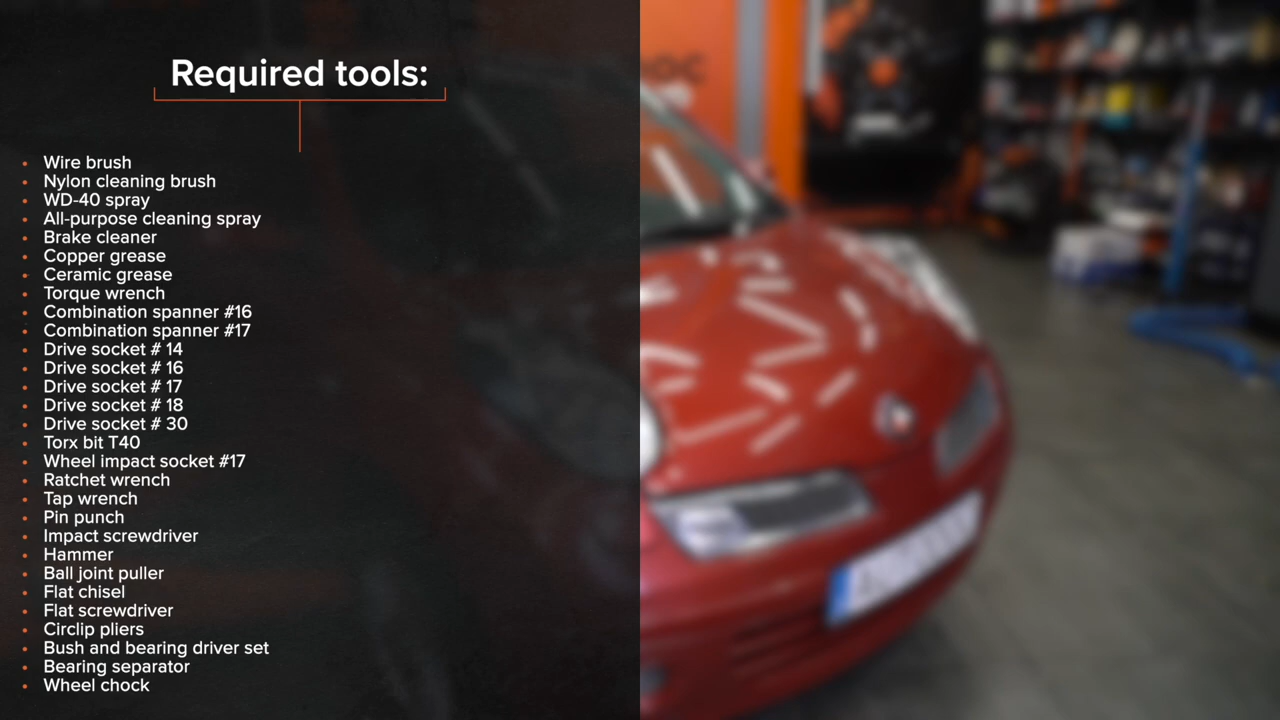 Required tools:
Wire brush
Nylon cleaning brush
WD-40 spray
All-purpose cleaning spray
Brake cleaner
Copper grease
Ceramic grease
Torque wrench
Combination spanner #16
Combination spanner #17
Drive socket # 14
Drive socket # 16
Drive socket # 17
Drive socket # 18
Drive socket # 30
Torx bit T40
Wheel impact socket #17
Ratchet wrench
Tap wrench
Pin punch
Impact screwdriver
Hammer
Ball joint puller
Flat chisel
Flat screwdriver
Circlip pliers
Bush and bearing driver set
Bearing separator
Wheel chock